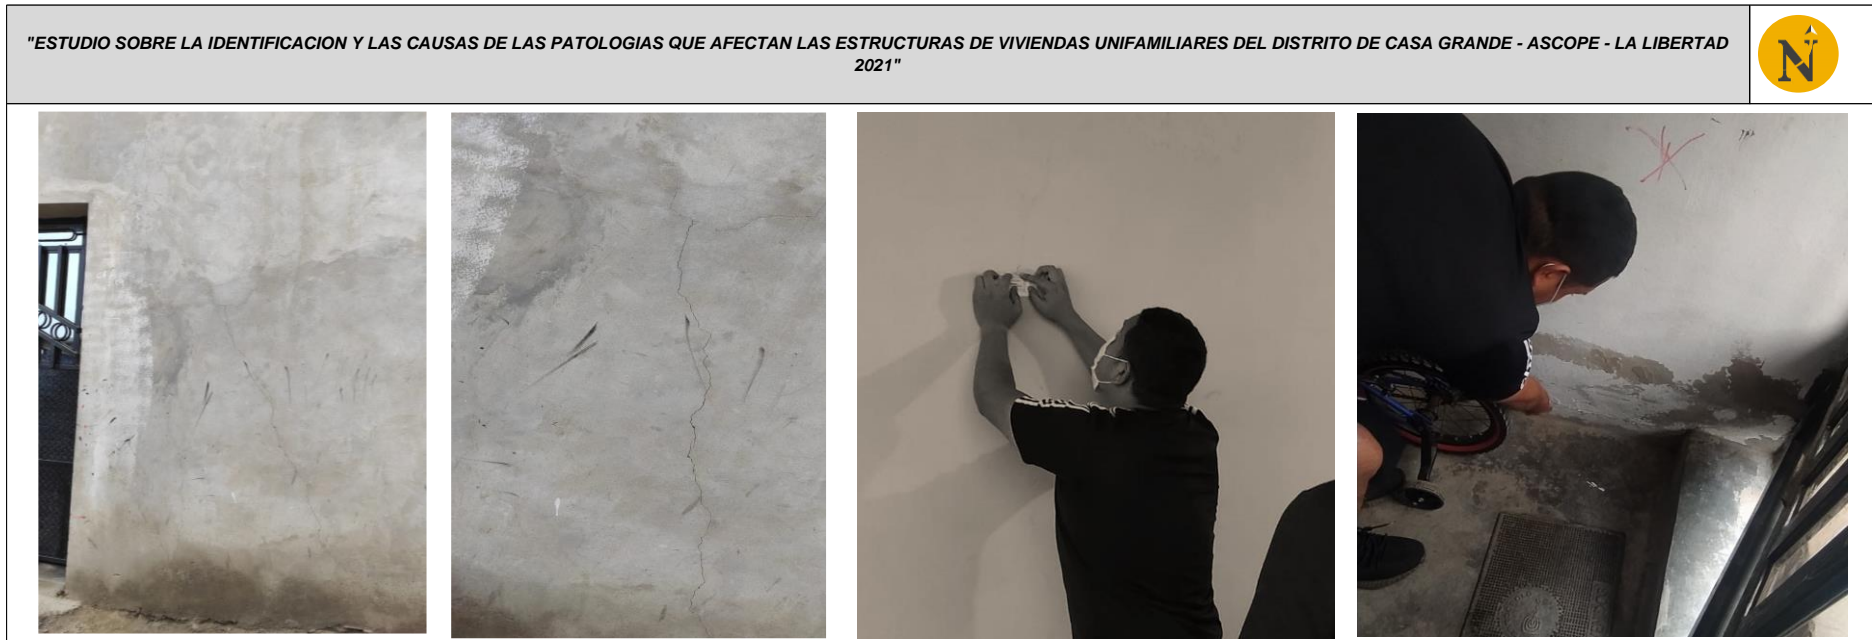 "ESTUDIO SOBRE LA IDENTIFICACION Y LAS CAUSAS DE LAS PATOLOGIAS QUE AFECTAN LAS ESTRUCTURAS DE VIVIENDAS UNIFAMILIARES DEL DISTRITO DE CASA GRANDE - ASCOPE - LA LIBERTAD
2021"
N